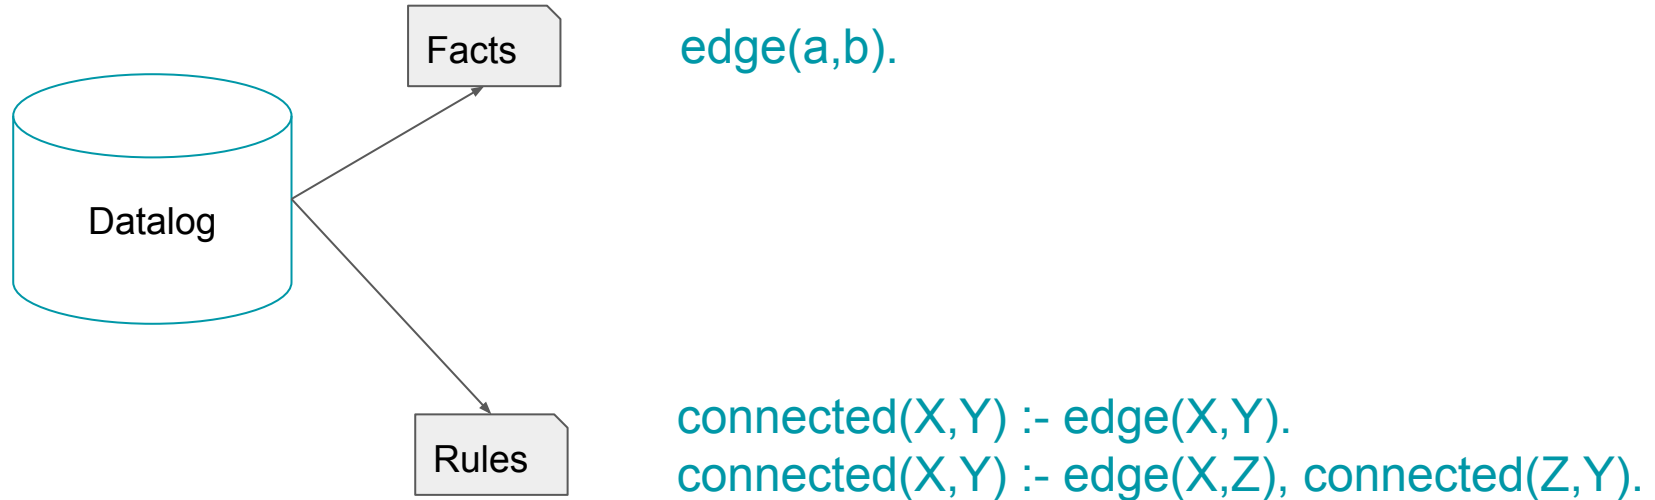 Facts
edge(a,b).
Datalog
Rules
connected(X,Y) :- edge(X,Y).
connected(X,Y) :- edge(X,Z), connected(Z,Y).